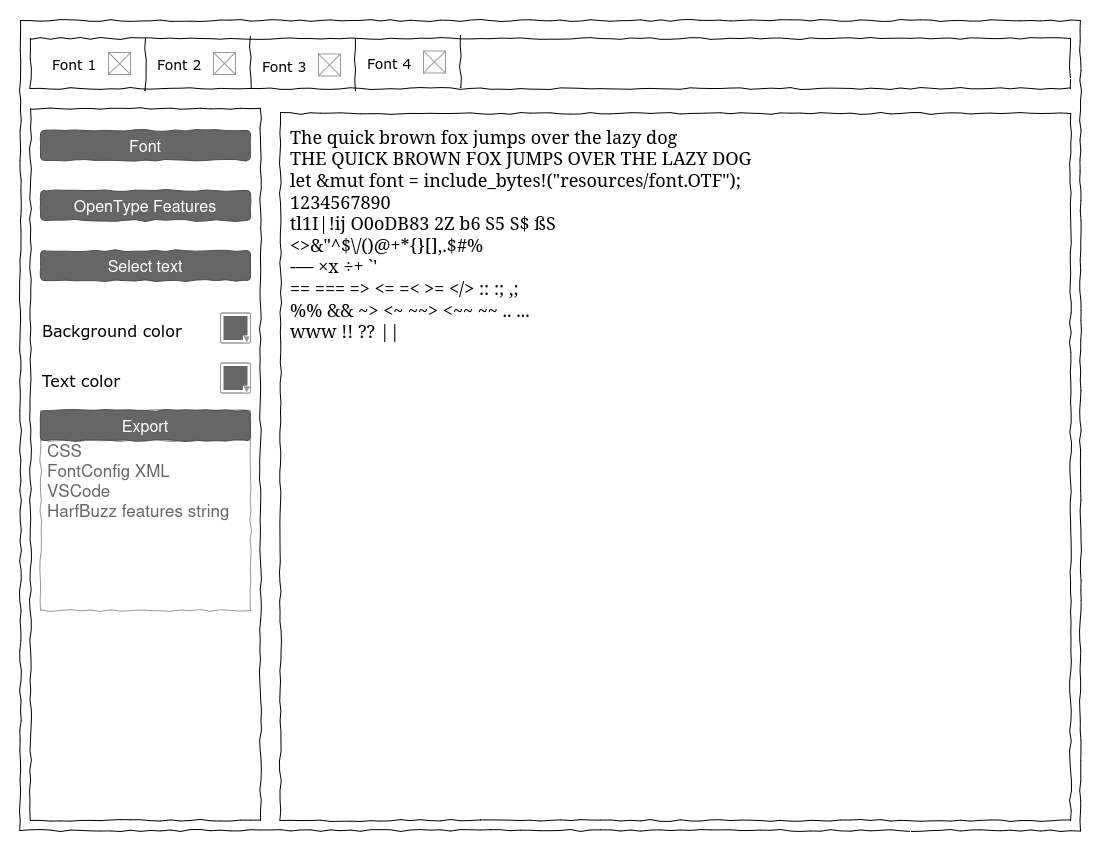 Font 1
Font 2
Font 3
Font 4
Font
OpenType Features
Select text
Background color
Text color
Export
CSS
FontConfig XML
VSCode
HarfBuzz features string
The quick brown fox jumps over the lazy dog
THE QUICK BROWN FOX JUMPS OVER THE LAZY DOG
let &mut font = include_bytes!("resources/font.OTF");
1234567890
tl1I|!ij O0oDB83 2Z b6 S5 S$ ßS
<>&"^$\/()@+*{}[],.$#%
-–— ×x ÷+ `'
== === => <= =< >= </> :: :; ,;
%% && ~> <~ ~~> <~~ ~~ .. ...
www !! ?? ||